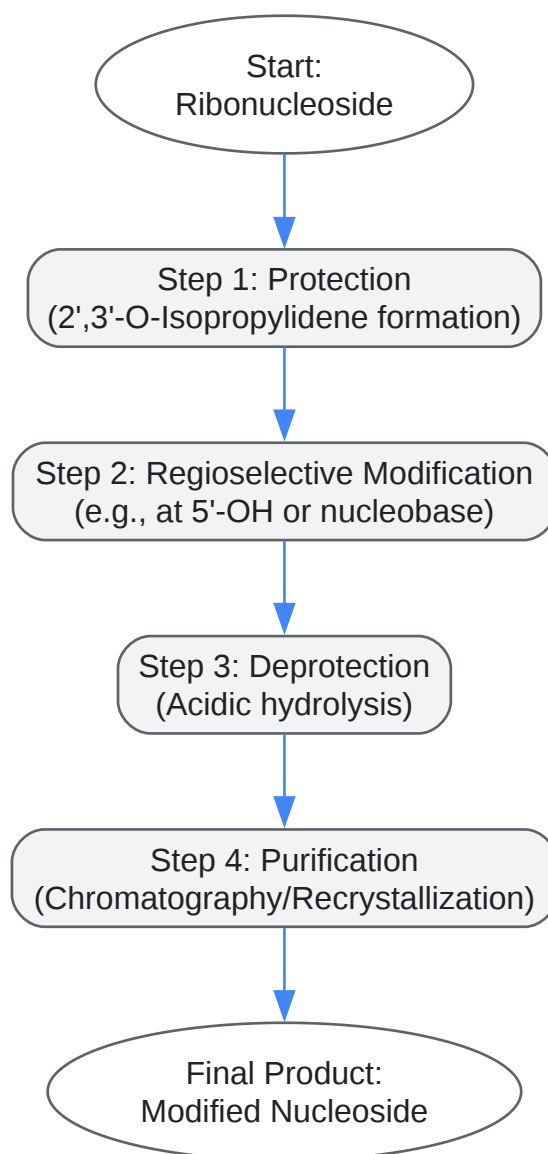 Start:
Ribonucleoside
Step 1: Protection
(2',3'-O-Isopropylidene formation)
Step 2: Regioselective Modification
(e.g., at 5'-OH or nucleobase)
Step 3: Deprotection
(Acidic hydrolysis)
Step 4: Purification
(Chromatography/Recrystallization)
Final Product:
Modified Nucleoside